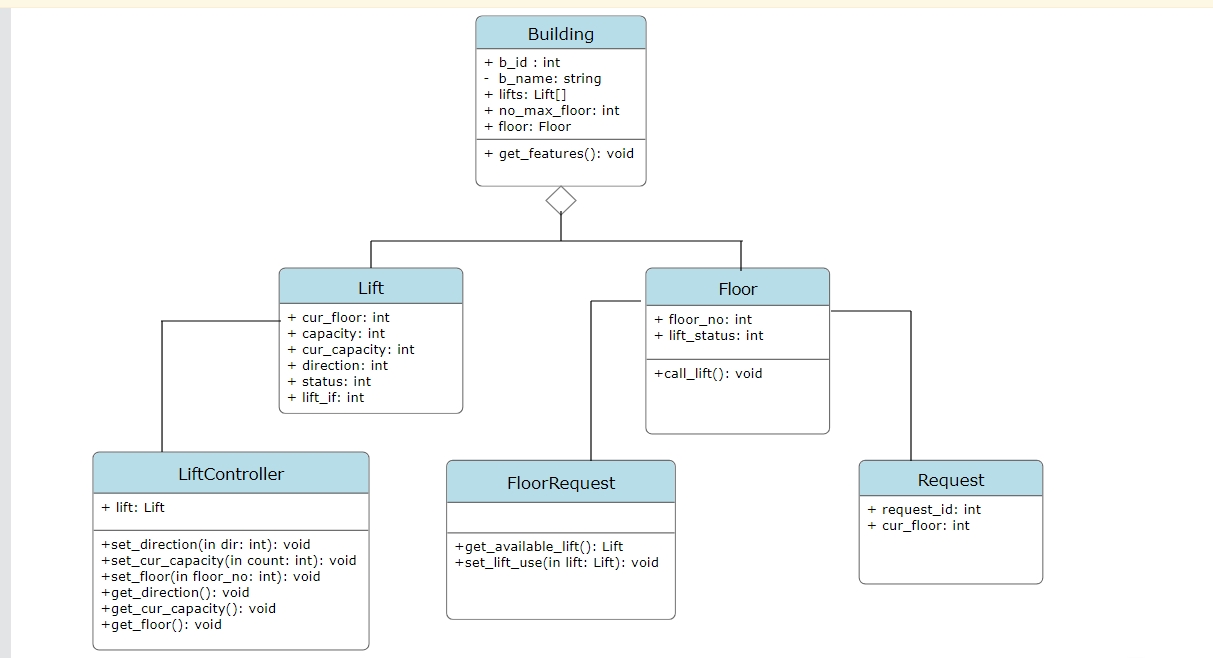 Building
+ b_id : int
- b_name: string
+ lifts: Lift[]
+ no_max_floor: int
+ floor: Floor
+ get_features(): void
Lift
+ cur_floor: int
+ capacity: int
+ cur_capacity: int
+ direction: int
+ status: int
+ lift_if: int
Floor
+ floor_no: int
+ lift_status: int
+call_lift(): void
LiftController
+ lift: Lift
+set_direction(in dir: int): void
+set_cur_capacity(in count: int): void
+set_floor(in floor_no: int): void
+get_direction(): void
+get_cur_capacity(): void
+get_floor(): void
FloorRequest
+get_available_lift(): Lift
+set_lift_use(in lift: Lift): void
Request
+ request_id: int
+ cur_floor: int